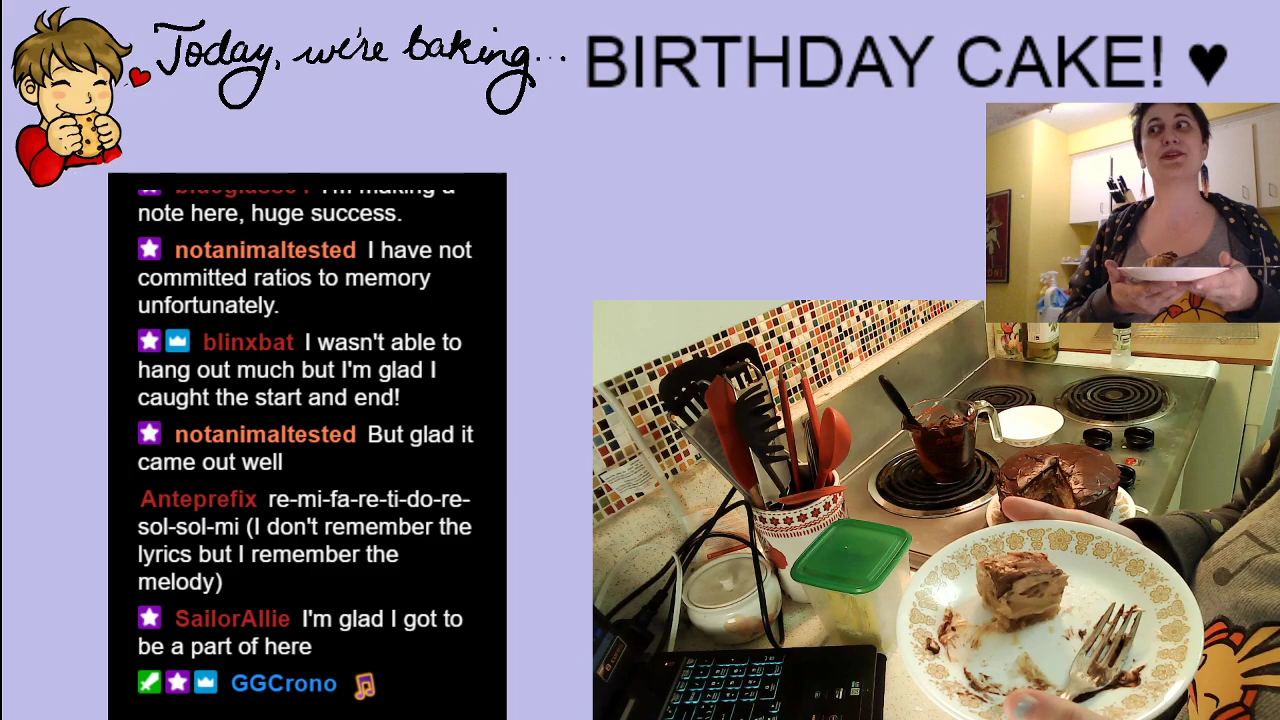 Today, we're baking... BIRTHDAY CAKE! ♥
I'm making a
note here, huge success.
notanimaltested I have not
committed ratios to memory
unfortunately.
blinxbat I wasn't able to
hang out much but I'm glad I
caught the start and end!
notanimaltested But glad it
came out well
Anteprefix re-mi-fa-re-ti-do-re-
sol-sol-mi (I don't remember the
lyrics but I remember the
melody)
SailorAllie I'm glad I got to
be a part of here
GGCrono